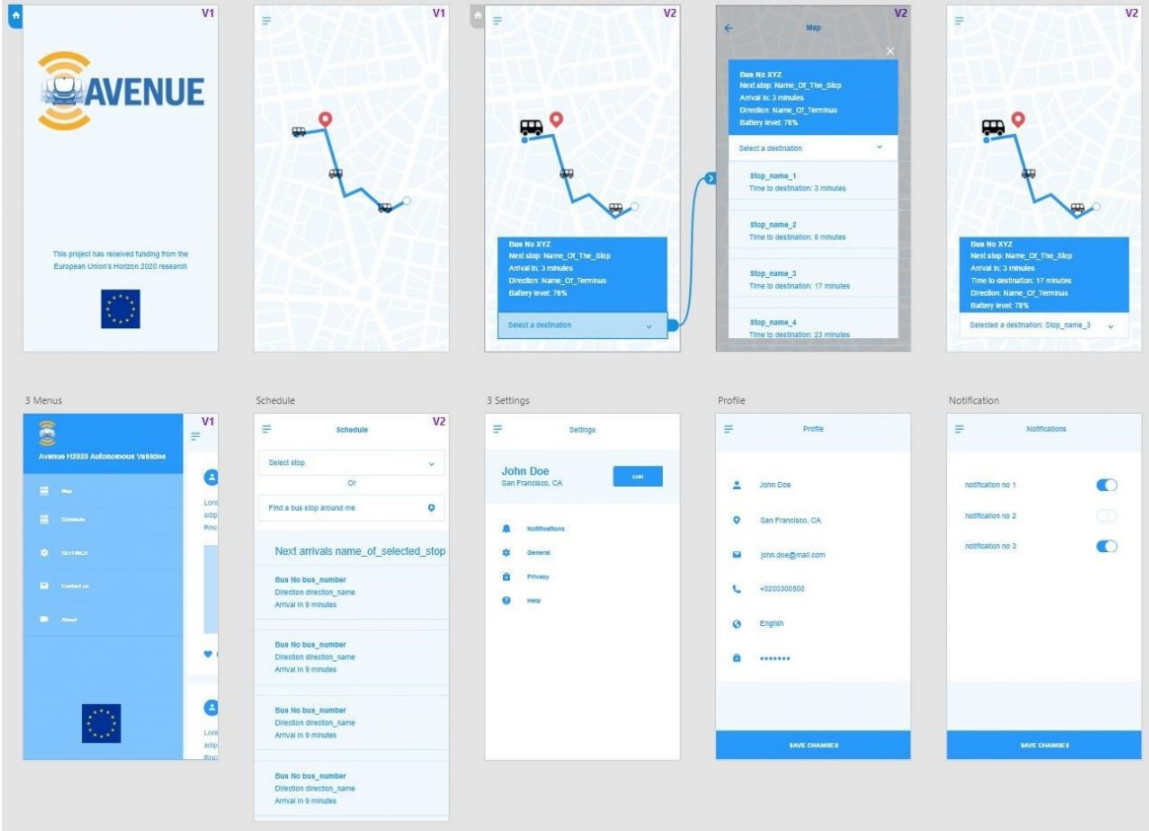 V1
AVENUE
This project has received funding from the
European Union's Horizon 2020 research
V1
V2
Bus No XYZ
Next stop: Name_Of_The_Stop
Arrival in: 3 minutes
Direction: Name_Of_Terminus
Battery level: 78%
Select a destination
V2
Map
Bus No XYZ
Next stop: Name_Of_The_Stop
Arrival in: 3 minutes
Direction: Name_Of_Terminus
Battery level: 78%
Select a destination
Stop_name_1
Time to destination: 3 minutes
Stop_name_2
Time to destination: 8 minutes
Stop_name_3
Time to destination: 17 minutes
Stop_name_4
Time to destination: 23 minutes
V2
Bus No XYZ
Next stop: Name_Of_The_Stop
Arrival in: 3 minutes
Time to destination: 17 minutes
Direction: Name_Of_Terminus
Battery level: 78%
Selected a destination: Stop_name_3
3 Menus
V1
Avenue H2020 Autonomous Vehicles
Map
Schedule
SETTINGS
Contact us
About
Lore
adip
#inc
Lore
adip
#inc
Schedule
V2
Schedule
Select stop
Or
Find a bus stop around me
Next arrivals name_of_selected_stop
Bus No bus_number
Direction direction_name
Arrival in 9 minutes
Bus No bus_number
Direction direction_name
Arrival in 9 minutes
Bus No bus_number
Direction direction_name
Arrival in 9 minutes
Bus No bus_number
Direction direction_name
Arrival in 9 minutes
3 Settings
Settings
John Doe
San Francisco, CA
Notifications
General
Privacy
Help
Profile
Profile
John Doe
San Francisco, CA
john.doe@mail.com
+0200300500
English
*******
SAVE CHANGES
Notification
Notifications
notification no 1
notification no 2
notification no 3
SAVE CHANGES